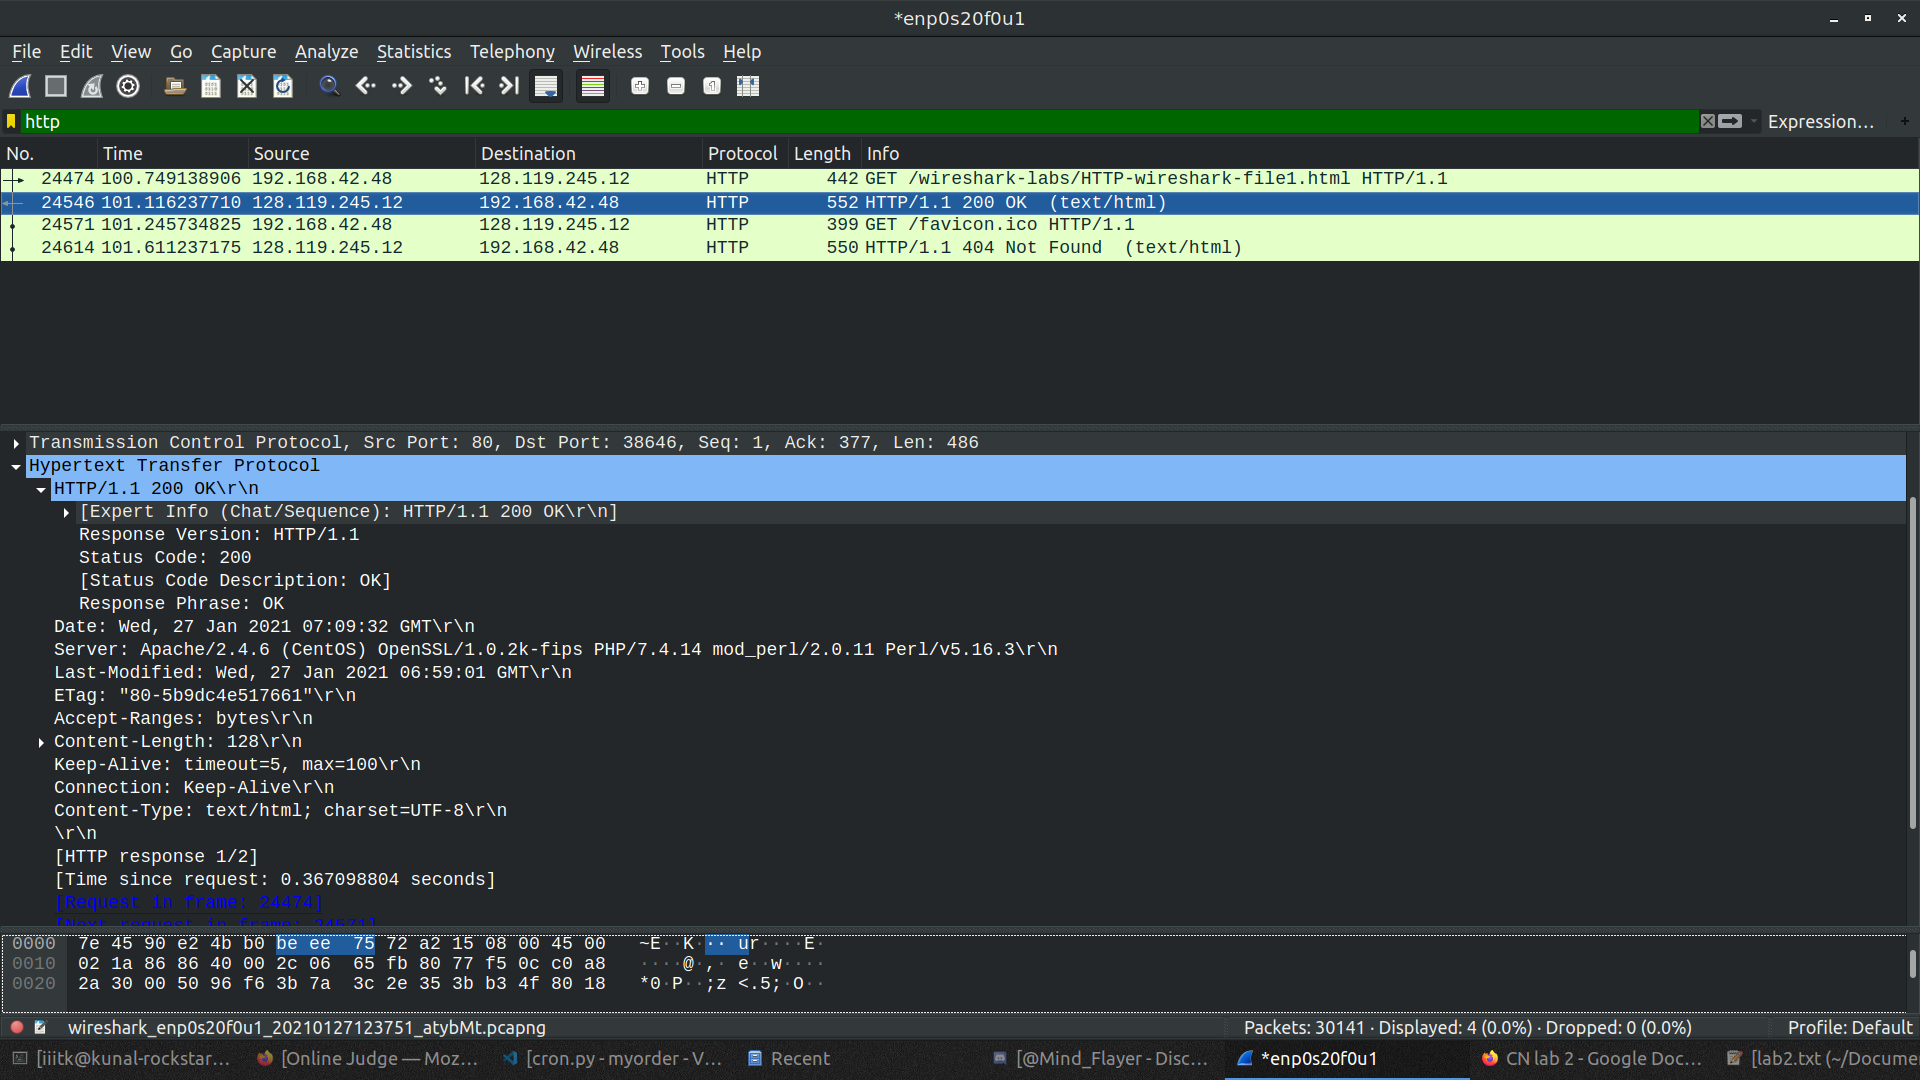 *enp0s20f0u1
File Edit View Go Capture Analyze Statistics Telephony Wireless Tools Help
http Expression… +
No. Time Source Destination Protocol Length Info
24474 100.749138906 192.168.42.48 128.119.245.12 HTTP 442 GET /wireshark-labs/HTTP-wireshark-file1.html HTTP/1.1
24546 101.116237710 128.119.245.12 192.168.42.48 HTTP 552 HTTP/1.1 200 OK  (text/html)
24571 101.245734825 192.168.42.48 128.119.245.12 HTTP 399 GET /favicon.ico HTTP/1.1
24614 101.611237175 128.119.245.12 192.168.42.48 HTTP 550 HTTP/1.1 404 Not Found  (text/html)
Transmission Control Protocol, Src Port: 80, Dst Port: 38646, Seq: 1, Ack: 377, Len: 486
Hypertext Transfer Protocol
HTTP/1.1 200 OK\r\n
[Expert Info (Chat/Sequence): HTTP/1.1 200 OK\r\n]
Response Version: HTTP/1.1
Status Code: 200
[Status Code Description: OK]
Response Phrase: OK
Date: Wed, 27 Jan 2021 07:09:32 GMT\r\n
Server: Apache/2.4.6 (CentOS) OpenSSL/1.0.2k-fips PHP/7.4.14 mod_perl/2.0.11 Perl/v5.16.3\r\n
Last-Modified: Wed, 27 Jan 2021 06:59:01 GMT\r\n
ETag: "80-5b9dc4e517661"\r\n
Accept-Ranges: bytes\r\n
Content-Length: 128\r\n
Keep-Alive: timeout=5, max=100\r\n
Connection: Keep-Alive\r\n
Content-Type: text/html; charset=UTF-8\r\n
\r\n
[HTTP response 1/2]
[Time since request: 0.367098804 seconds]
[Request in frame: 24474]
[Next request in frame: 24571]
0000 7e 45 90 e2 4b b0 be ee 75 72 a2 15 08 00 45 00 ~E··K···ur····E·
0010 02 1a 86 86 40 00 2c 06 65 fb 80 77 f5 0c c0 a8 ····@·,·e··w····
0020 2a 30 00 50 96 f6 3b 7a 3c 2e 35 3b b3 4f 80 18 *0·P··;z<.5;·O··
wireshark_enp0s20f0u1_20210127123751_atybMt.pcapng Packets: 30141 · Displayed: 4 (0.0%) · Dropped: 0 (0.0%) Profile: Default
[iiitk@kunal-rockstar… [Online Judge — Moz… [cron.py - myorder - V… Recent [@Mind_Flayer - Disc… *enp0s20f0u1 CN lab 2 - Google Doc… [lab2.txt (~/Docume